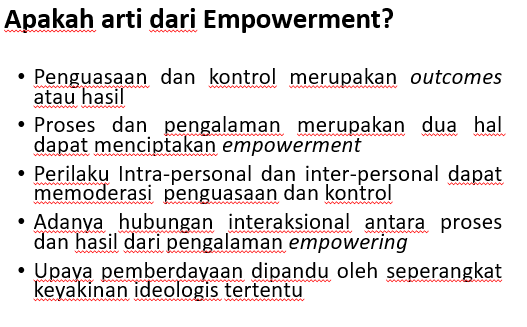 Apakah arti dari Empowerment?
• Penguasaan dan kontrol merupakan outcomes
atau hasil
• Proses dan pengalaman merupakan dua hal
dapat menciptakan empowerment
• Perilaku Intra-personal dan inter-personal dapat
memoderasi penguasaan dan kontrol
• Adanya hubungan interaksional antara proses
dan hasil dari pengalaman empowering
• Upaya pemberdayaan dipandu oleh seperangkat
keyakinan ideologis tertentu